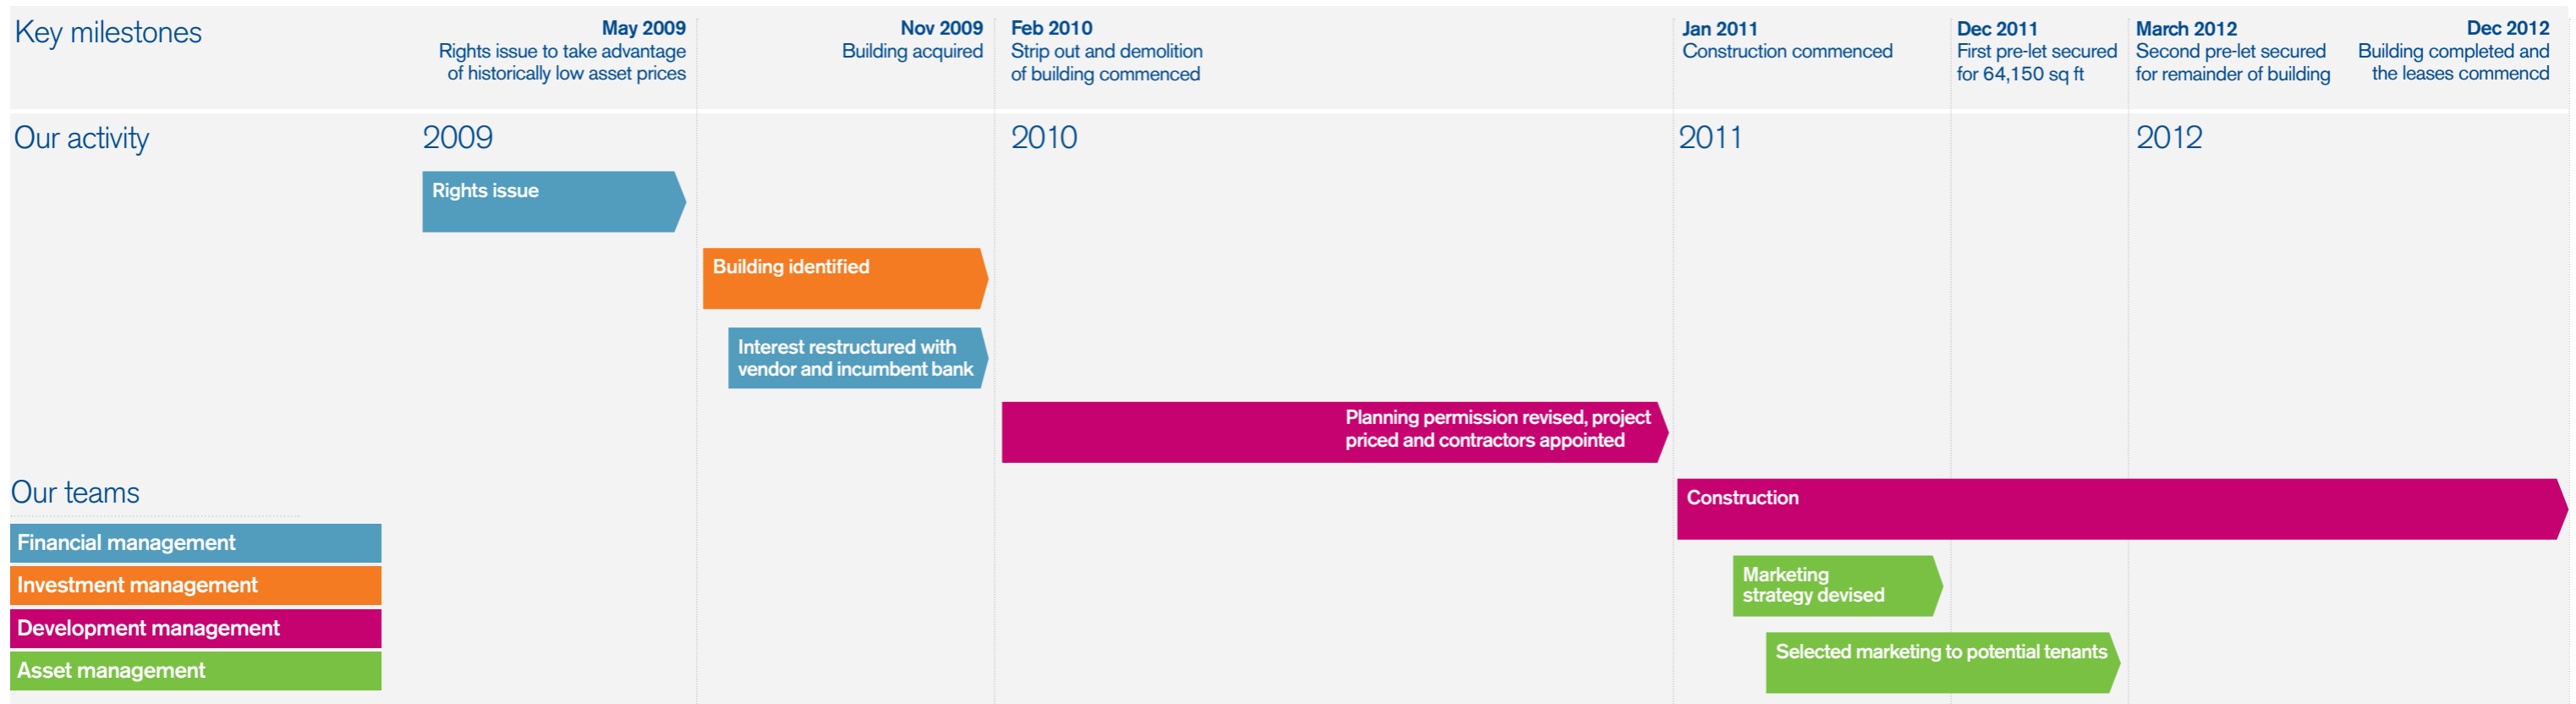 Key milestones
May 2009
Rights issue to take advantage
of historically low asset prices
Nov 2009
Building acquired
Feb 2010
Strip out and demolition
of building commenced
Jan 2011
Construction commenced
Dec 2011
First pre-let secured
for 64,150 sq ft
March 2012
Second pre-let secured
for remainder of building
Dec 2012
Building completed and
the leases commencd
Our activity
2009
2010
2011
2012
Rights issue
Building identified
Interest restructured with
vendor and incumbent bank
Planning permission revised, project
priced and contractors appointed
Construction
Marketing
strategy devised
Selected marketing to potential tenants
Our teams
Financial management
Investment management
Development management
Asset management